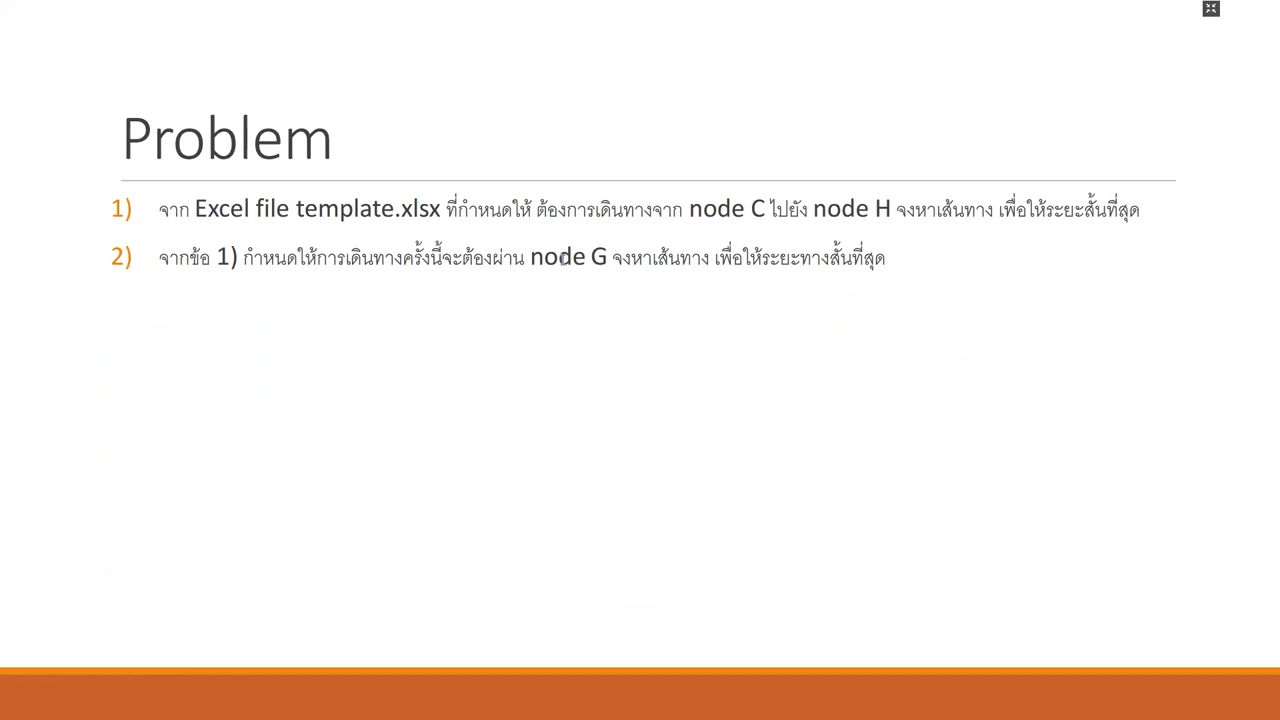 Problem
1) จาก Excel file template.xlsx ที่กำหนดให้ ต้องการเดินทางจาก node C ไปยัง node H จงหาเส้นทาง เพื่อให้ระยะสั้นที่สุด
2) จากข้อ 1) กำหนดให้การเดินทางครั้งนี้จะต้องผ่าน node G จงหาเส้นทาง เพื่อให้ระยะทางสั้นที่สุด